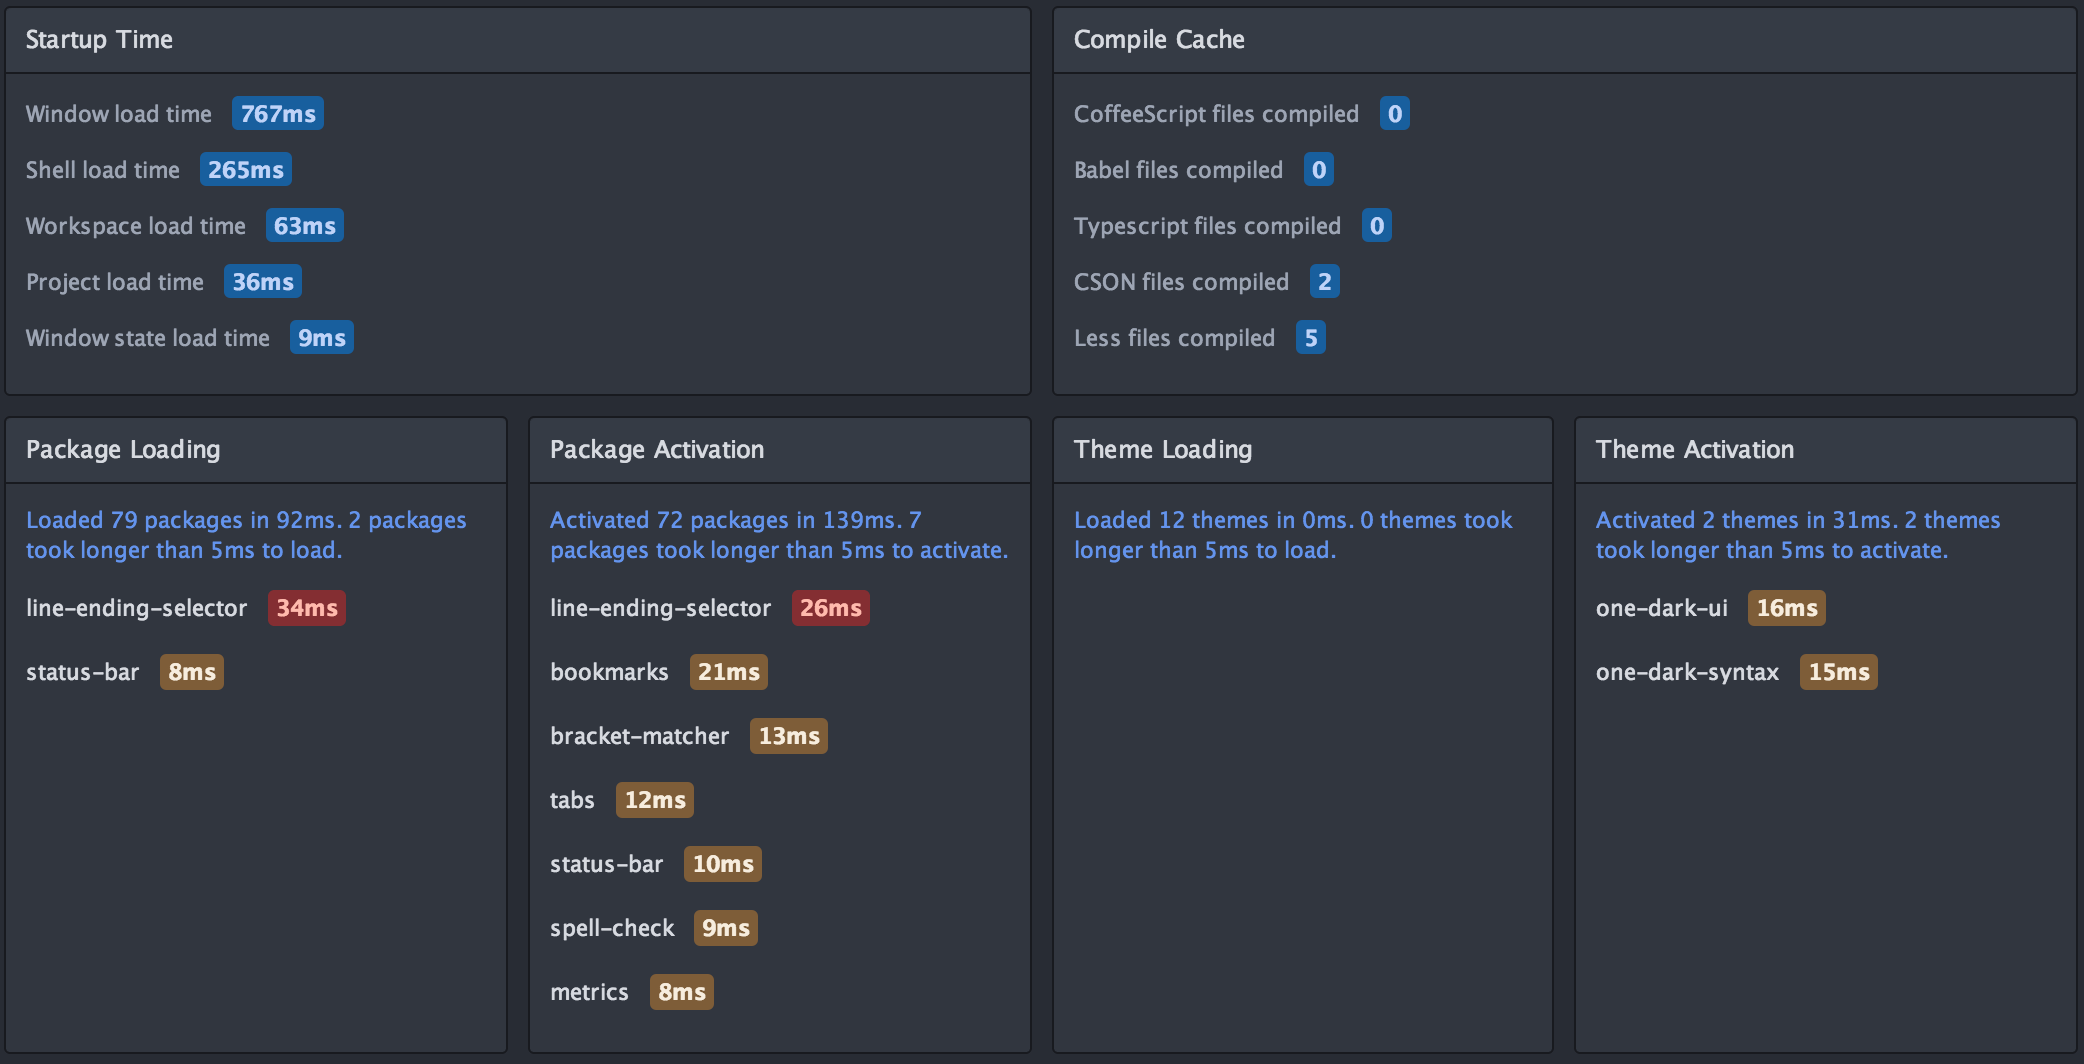 Startup Time
Window load time 767ms
Shell load time 265ms
Workspace load time 63ms
Project load time 36ms
Window state load time 9ms
Compile Cache
CoffeeScript files compiled 0
Babel files compiled 0
Typescript files compiled 0
CSON files compiled 2
Less files compiled 5
Package Loading
Loaded 79 packages in 92ms. 2 packages
took longer than 5ms to load.
line-ending-selector 34ms
status-bar 8ms
Package Activation
Activated 72 packages in 139ms. 7
packages took longer than 5ms to activate.
line-ending-selector 26ms
bookmarks 21ms
bracket-matcher 13ms
tabs 12ms
status-bar 10ms
spell-check 9ms
metrics 8ms
Theme Loading
Loaded 12 themes in 0ms. 0 themes took
longer than 5ms to load.
Theme Activation
Activated 2 themes in 31ms. 2 themes
took longer than 5ms to activate.
one-dark-ui 16ms
one-dark-syntax 15ms